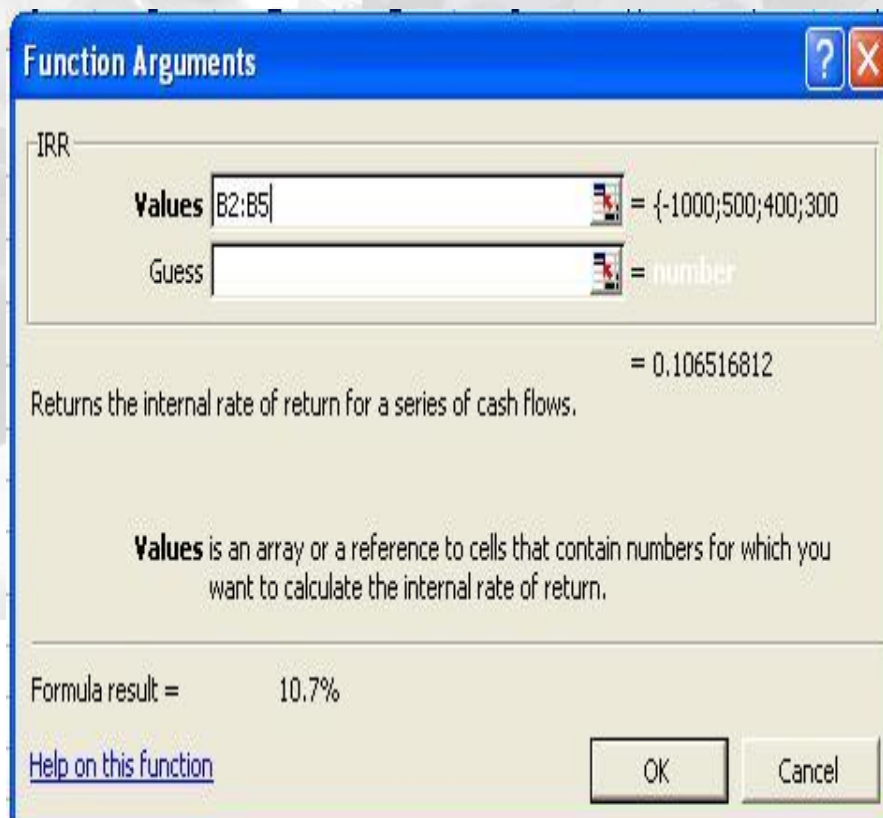 Function Arguments
IRR
Values B2:B5 = {-1000;500;400;300
Guess = number
= 0.106516812
Returns the internal rate of return for a series of cash flows.
Values is an array or a reference to cells that contain numbers for which you
want to calculate the internal rate of return.
Formula result = 10.7%
Help on this function
OK Cancel